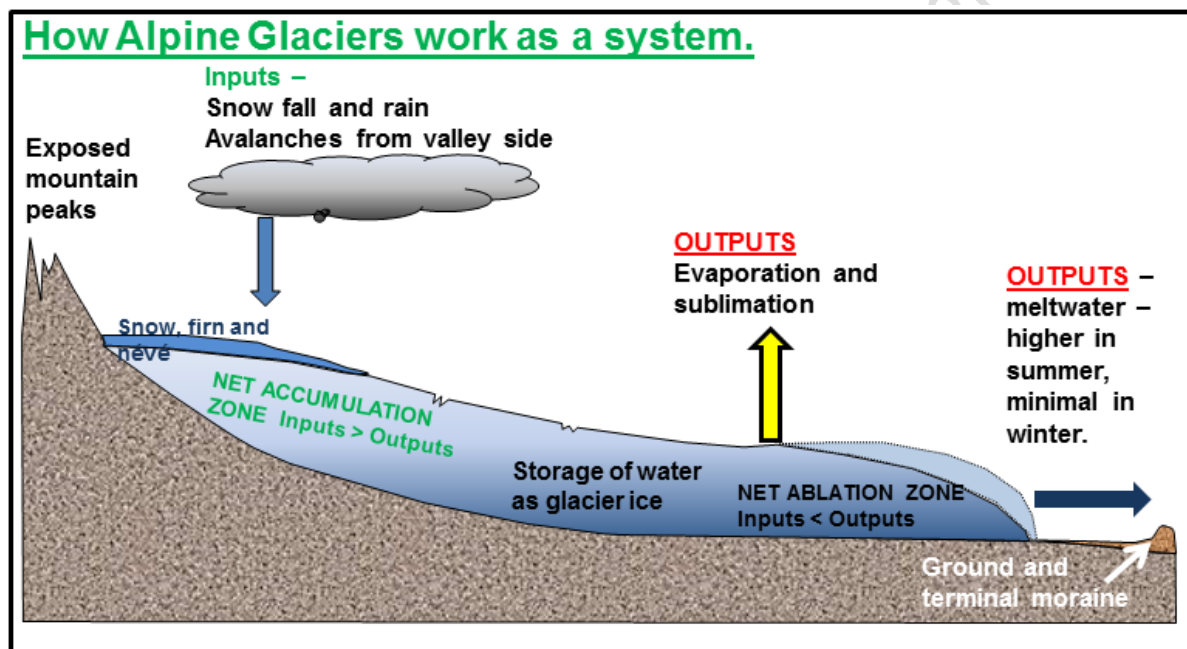 How Alpine Glaciers work as a system.
Inputs –
Snow fall and rain
Avalanches from valley side
Exposed
mountain
peaks
OUTPUTS
Evaporation and
sublimation
OUTPUTS –
meltwater –
higher in
summer,
minimal in
winter.
Snow, firn and
névé
NET ACCUMULATION
ZONE Inputs > Outputs
Storage of water
as glacier ice
NET ABLATION ZONE
Inputs < Outputs
Ground and
terminal moraine